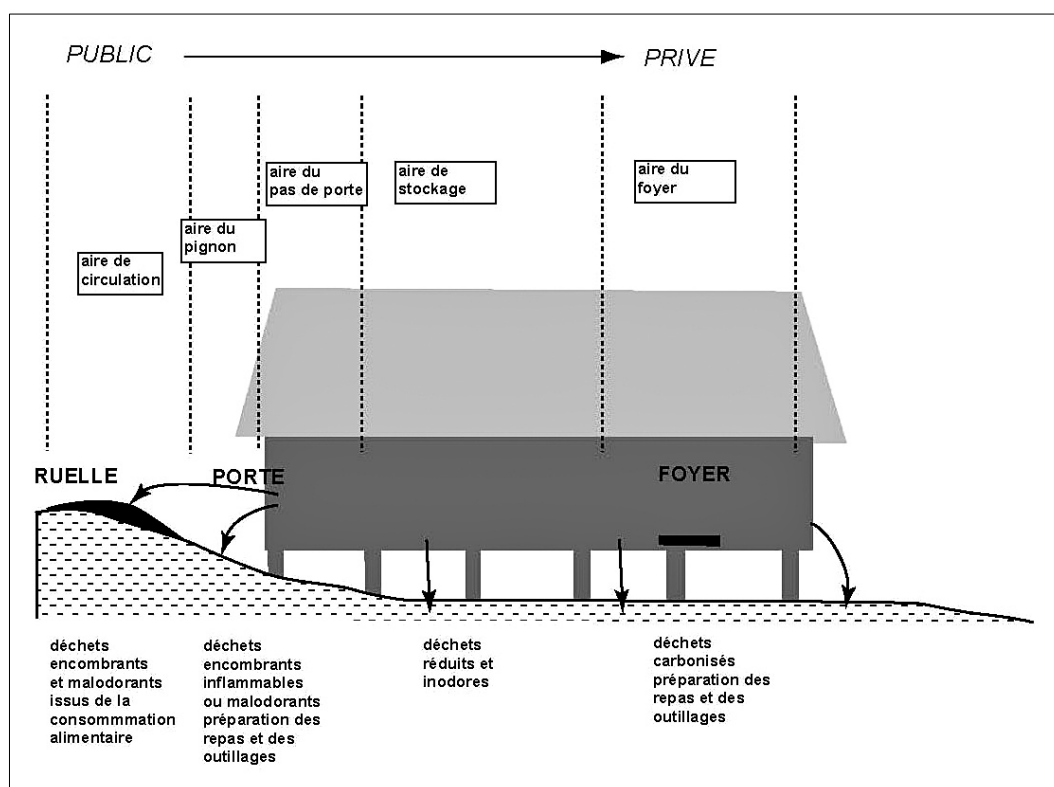 PUBLIC
PRIVE
aire du
pas de porte
aire de
stockage
aire du
foyer
aire du
pignon
aire de
circulation
RUELLE
PORTE
FOYER
déchets
encombrants
et malodorants
issus de la
consommmation
alimentaire
déchets
encombrants
inflammables
ou malodorants
préparation des
repas et des
outillages
déchets
réduits et
inodores
déchets
carbonisés
préparation des
repas et des
outillages